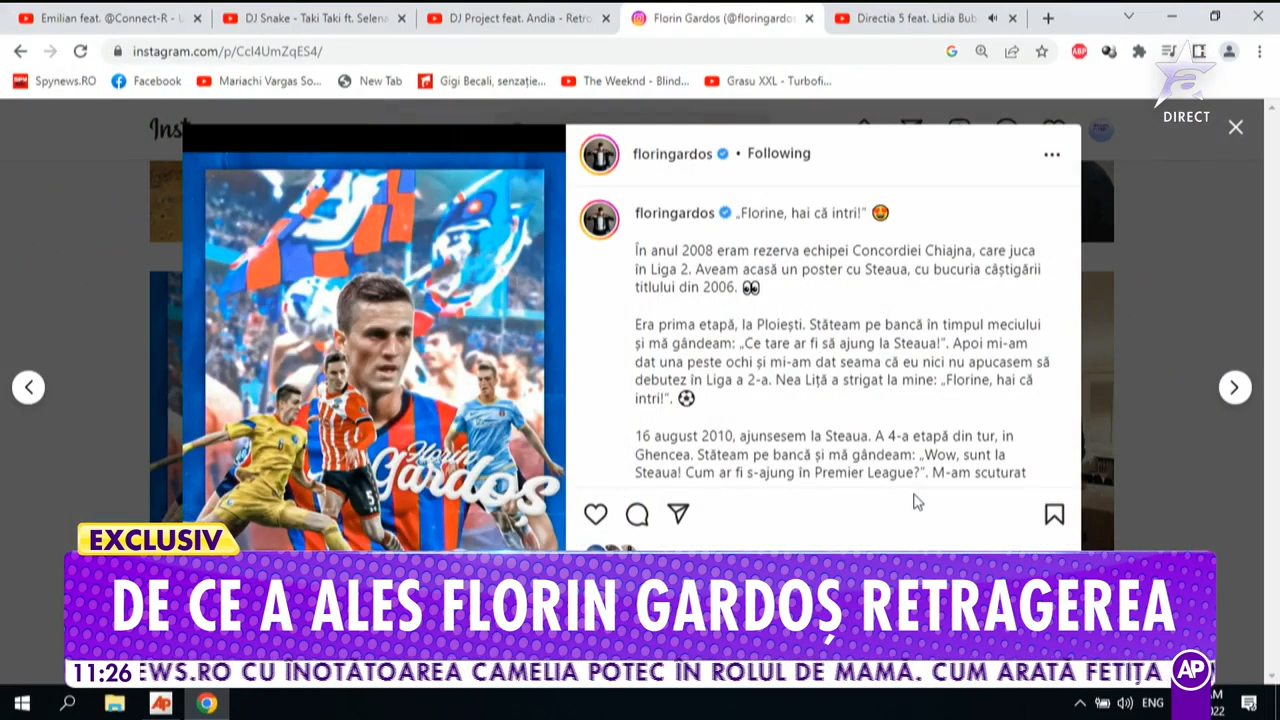 Emilian feat. @Connect-R - U
DJ Snake - Taki Taki ft. Selena
DJ Project feat. Andia - Retro
Florin Gardos (@floringardos
Directia 5 feat. Lidia Bub
instagram.com/p/CcI4UmZqES4/
ABP
Spynews.RO
Facebook
Mariachi Vargas So...
New Tab
Gigi Becali, senzație...
The Weeknd - Blind...
Grasu XXL - Turbofi...
DIRECT
Inst
floringardos • Following
floringardos „Florine, hai că intri!”
În anul 2008 eram rezerva echipei Concordiei Chiajna, care juca
în Liga 2. Aveam acasă un poster cu Steaua, cu bucuria câștigării
titlului din 2006.
Era prima etapă, la Ploiești. Stăteam pe bancă în timpul meciului
și mă gândeam: „Ce tare ar fi să ajung la Steaua!”. Apoi mi-am
dat una peste ochi și mi-am dat seama că eu nici nu apucasem să
debutez în Liga a 2-a. Nea Liță a strigat la mine: „Florine, hai că
intri!”.
16 august 2010, ajunsesem la Steaua. A 4-a etapă din tur, in
Ghencea. Stăteam pe bancă și mă gândeam: „Wow, sunt la
Steaua! Cum ar fi s-ajung în Premier League?”. M-am scuturat
Florin
Gardos
6
5
EXCLUSIV
DE CE A ALES FLORIN GARDOȘ RETRAGEREA
11:26 EWS.RO CU ÎNOTĂTOAREA CAMELIA POTEC ÎN ROLUL DE MAMĂ. CUM ARATĂ FETIȚA
AP
AP
ENG
AM
022